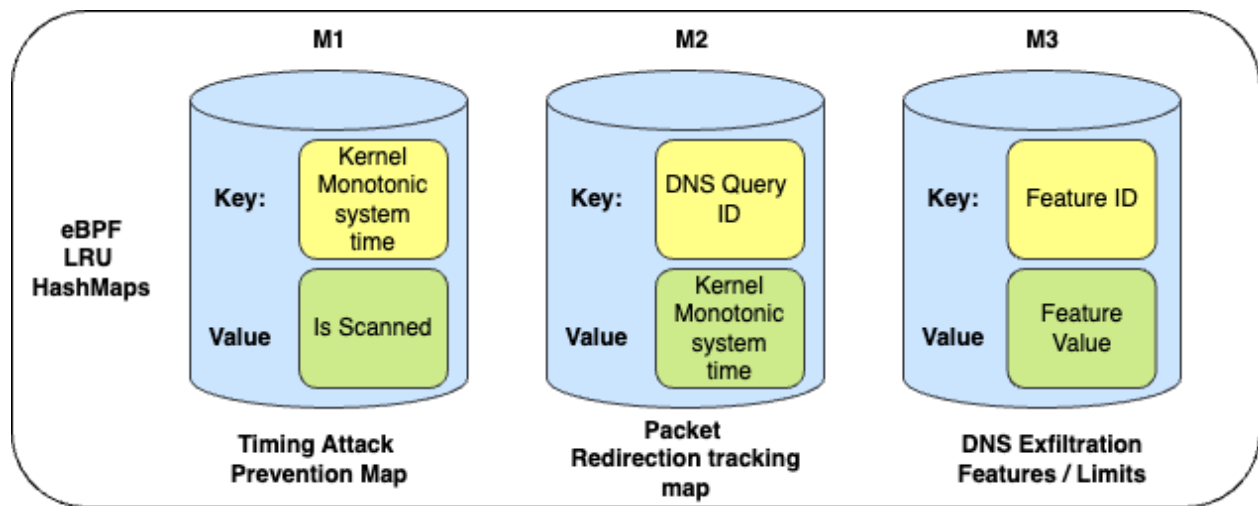 M1
M2
M3
eBPF
LRU
HashMaps
Key:
Kernel
Monotonic
system
time
Value
Is Scanned
Key:
DNS Query
ID
Value
Kernel
Monotonic
system
time
Key:
Feature ID
Value
Feature
Value
Timing Attack
Prevention Map
Packet
Redirection tracking
map
DNS Exfiltration
Features / Limits